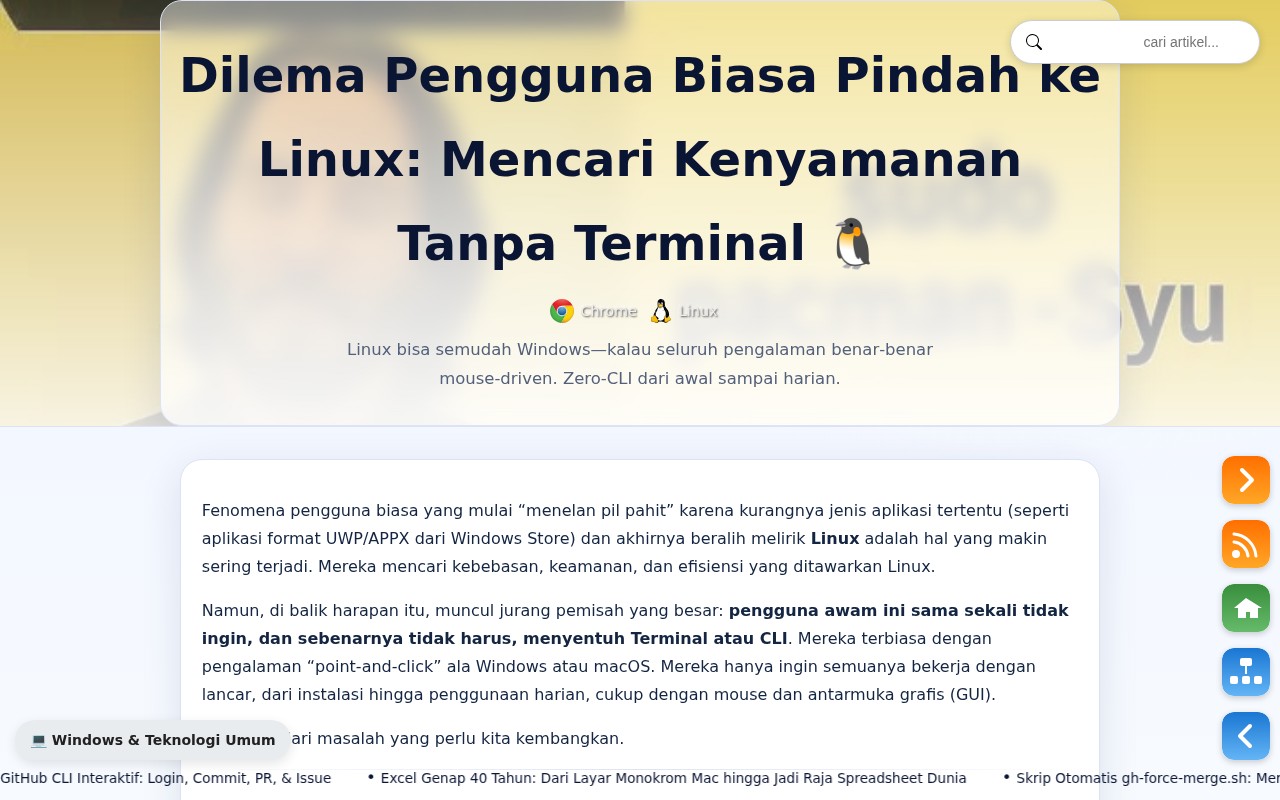 cari artikel...
Dilema Pengguna Biasa Pindah ke
Linux: Mencari Kenyamanan
Tanpa Terminal
sudo
pacman -Syu
Chrome Linux
Linux bisa semudah Windows—kalau seluruh pengalaman benar-benar
mouse-driven. Zero-CLI dari awal sampai harian.
Fenomena pengguna biasa yang mulai “menelan pil pahit” karena kurangnya jenis aplikasi tertentu (seperti
aplikasi format UWP/APPX dari Windows Store) dan akhirnya beralih melirik Linux adalah hal yang makin
sering terjadi. Mereka mencari kebebasan, keamanan, dan efisiensi yang ditawarkan Linux.
Namun, di balik harapan itu, muncul jurang pemisah yang besar: pengguna awam ini sama sekali tidak
ingin, dan sebenarnya tidak harus, menyentuh Terminal atau CLI. Mereka terbiasa dengan
pengalaman “point-and-click” ala Windows atau macOS. Mereka hanya ingin semuanya bekerja dengan
lancar, dari instalasi hingga penggunaan harian, cukup dengan mouse dan antarmuka grafis (GUI).
masalah yang perlu kita kembangkan.
Windows & Teknologi Umum
GitHub CLI Interaktif: Login, Commit, PR, & Issue • Excel Genap 40 Tahun: Dari Layar Monokrom Mac hingga Jadi Raja Spreadsheet Dunia • Skrip Otomatis gh-force-merge.sh: